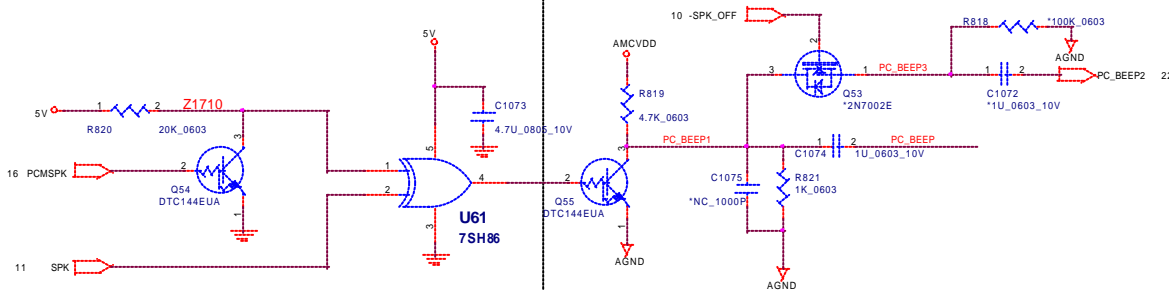 10 -SPK_OFF
R818
*100K_0603
AGND
5V
AMCVDD
2
3
1
PC_BEEP3
1
2
PC_BEEP2
22
Q53
*2N7002E
C1072
*1U_0603_10V
5V
1
2
Z1710
R820
20K_0603
C1073
4.7U_0805_10V
R819
4.7K_0603
PC_BEEP1
1
2
PC_BEEP
C1074
1U_0603_10V
3
16 PCMSPK
2
Q54
DTC144EUA
1
5
1
2
4
3
U61
7SH86
2
3
Q55
DTC144EUA
1
AGND
C1075
*NC_1000P
R821
1K_0603
AGND
11 SPK